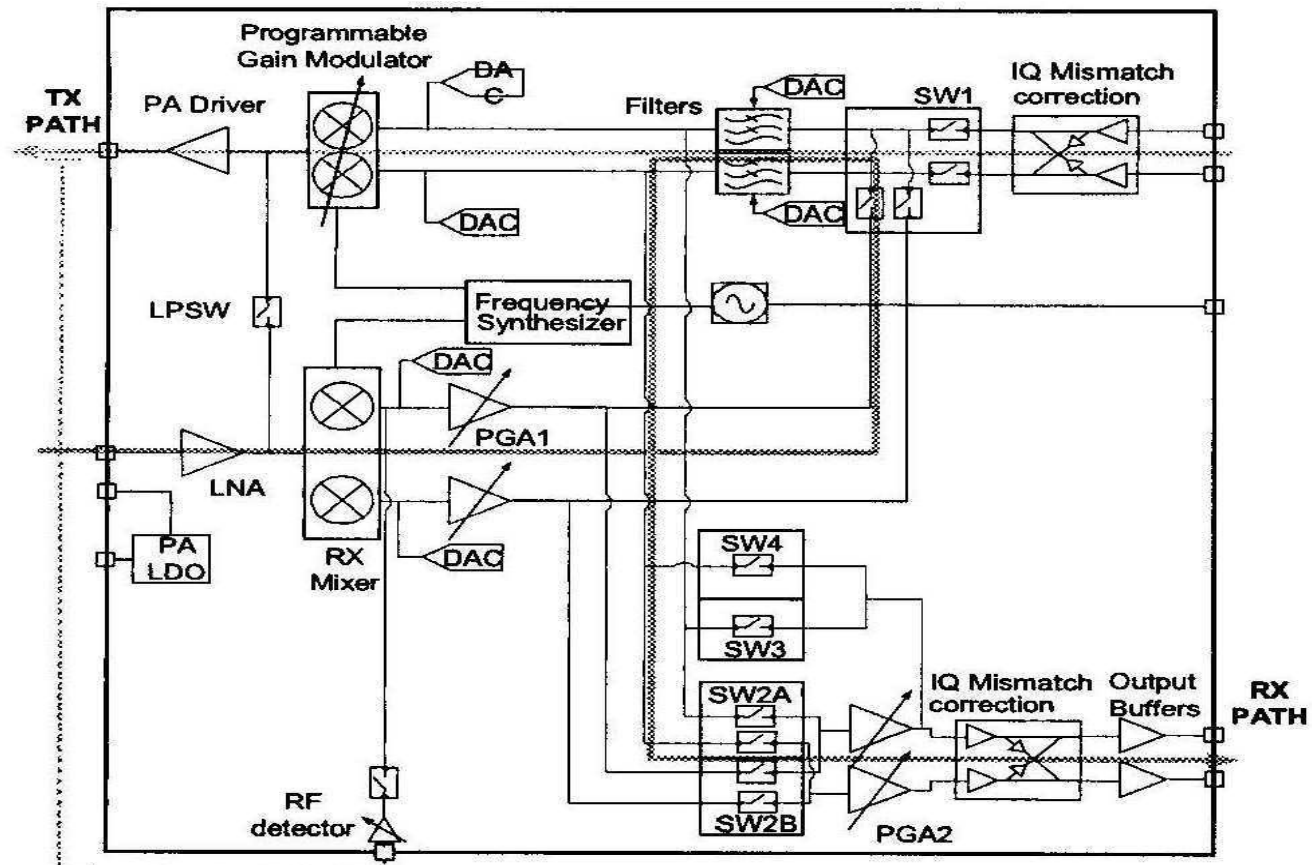 Programmable
Gain Modulator
DA
C
TX
PATH
PA Driver
Filters
DAC
SW1
IQ Mismatch
correction
DAC
DAC
LPSW
Frequency
Synthesizer
DAC
PGA1
LNA
PA
LDO
RX
Mixer
DAC
SW4
SW3
SW2A
IQ Mismatch
correction
Output
Buffers
RX
PATH
RF
detector
SW2B
PGA2